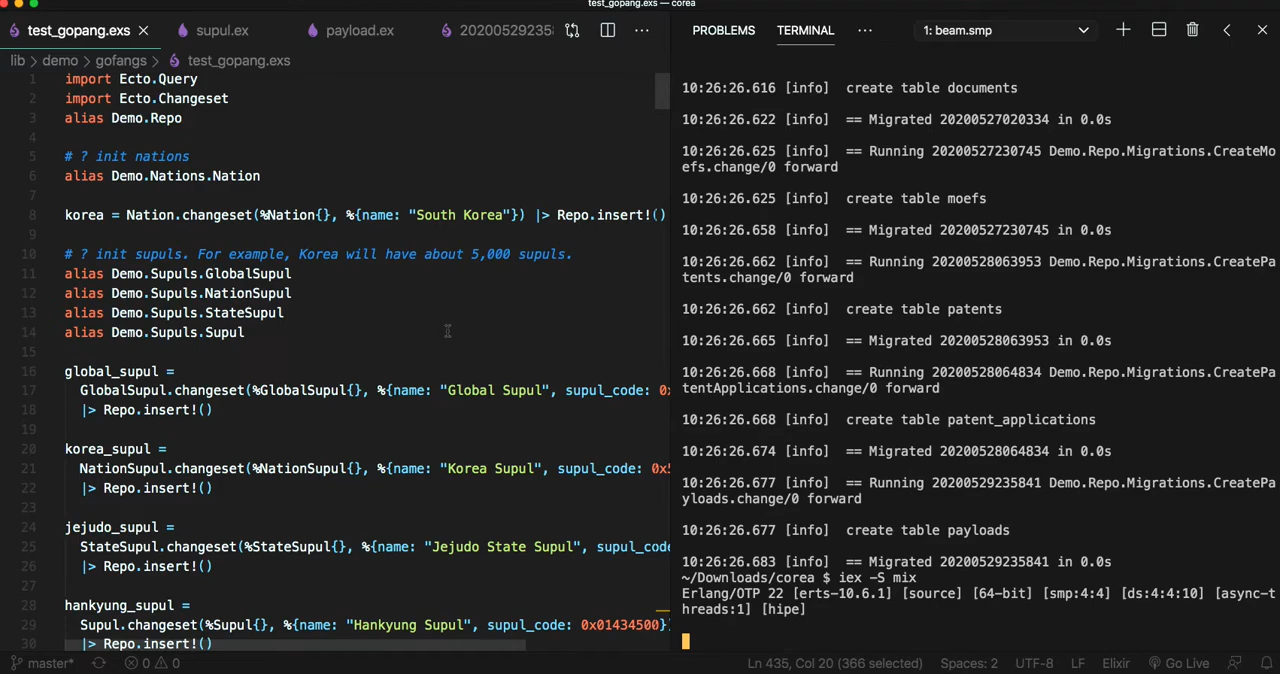 test_gopang.exs — corea
test_gopang.exs
supul.ex
payload.ex
202005292358
PROBLEMS
TERMINAL
1: beam.smp
lib > demo > gofangs > test_gopang.exs
1 import Ecto.Query
2 import Ecto.Changeset
3 alias Demo.Repo
4
5 # ? init nations
6 alias Demo.Nations.Nation
7
8 korea = Nation.changeset(%Nation{}, %{name: "South Korea"}) |> Repo.insert!()
9
10 # ? init supuls. For example, Korea will have about 5,000 supuls.
11 alias Demo.Supuls.GlobalSupul
12 alias Demo.Supuls.NationSupul
13 alias Demo.Supuls.StateSupul
14 alias Demo.Supuls.Supul
15
16 global_supul =
17 GlobalSupul.changeset(%GlobalSupul{}, %{name: "Global Supul", supul_code: 0x
18 |> Repo.insert!()
19
20 korea_supul =
21 NationSupul.changeset(%NationSupul{}, %{name: "Korea Supul", supul_code: 0x5
22 |> Repo.insert!()
23
24 jejudo_supul =
25 StateSupul.changeset(%StateSupul{}, %{name: "Jejudo State Supul", supul_code
26 |> Repo.insert!()
27
28 hankyung_supul =
29 Supul.changeset(%Supul{}, %{name: "Hankyung Supul", supul_code: 0x01434500}
30 |> Repo.insert!()
10:26:26.616 [info]  create table documents
10:26:26.622 [info]  == Migrated 20200527020334 in 0.0s
10:26:26.625 [info]  == Running 20200527230745 Demo.Repo.Migrations.CreateMo
efs.change/0 forward
10:26:26.625 [info]  create table moefs
10:26:26.658 [info]  == Migrated 20200527230745 in 0.0s
10:26:26.662 [info]  == Running 20200528063953 Demo.Repo.Migrations.CreatePa
tents.change/0 forward
10:26:26.662 [info]  create table patents
10:26:26.665 [info]  == Migrated 20200528063953 in 0.0s
10:26:26.668 [info]  == Running 20200528064834 Demo.Repo.Migrations.CreatePa
tentApplications.change/0 forward
10:26:26.668 [info]  create table patent_applications
10:26:26.674 [info]  == Migrated 20200528064834 in 0.0s
10:26:26.677 [info]  == Running 20200529235841 Demo.Repo.Migrations.CreatePa
yloads.change/0 forward
10:26:26.677 [info]  create table payloads
10:26:26.683 [info]  == Migrated 20200529235841 in 0.0s
~/Downloads/corea $ iex -S mix
Erlang/OTP 22 [erts-10.6.1] [source] [64-bit] [smp:4:4] [ds:4:4:10] [async-t
hreads:1] [hipe]
master* 0 0 Ln 435, Col 20 (366 selected) Spaces: 2 UTF-8 LF Elixir Go Live